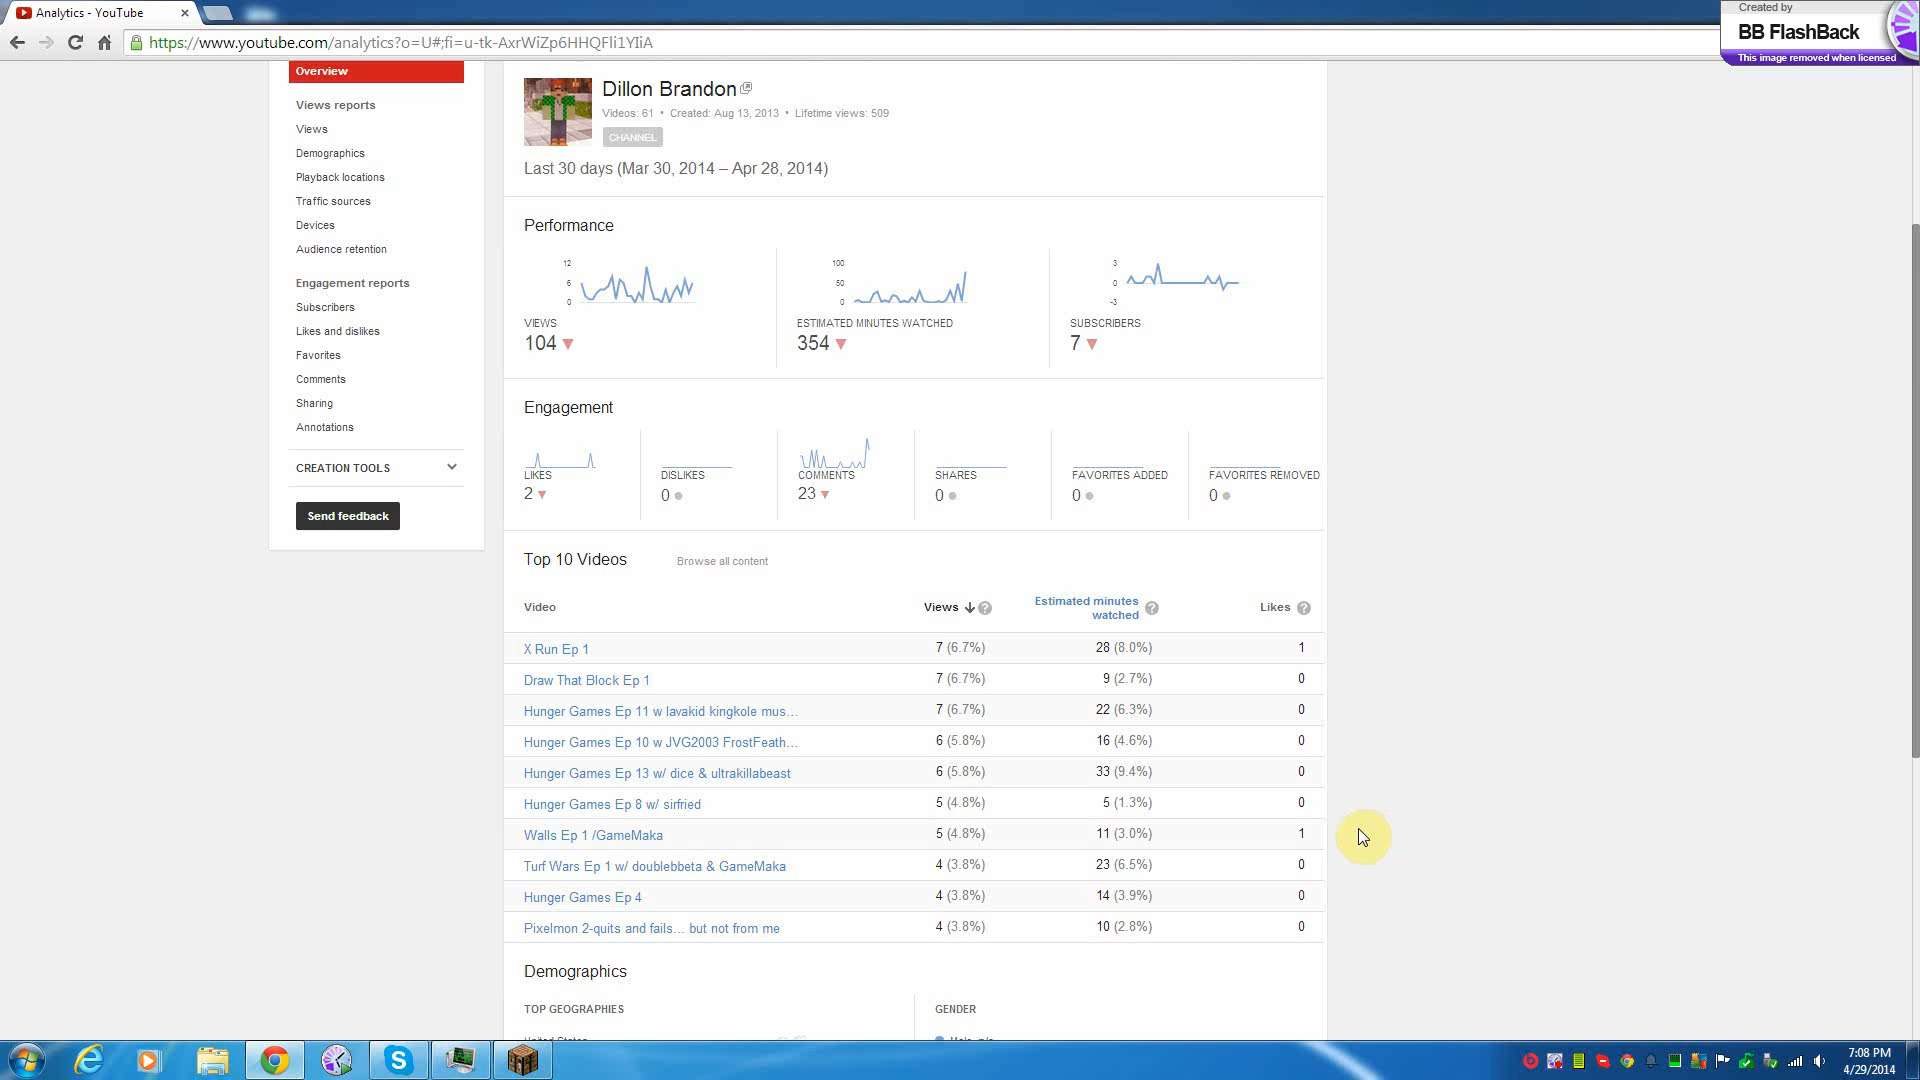 Analytics - YouTube
https://www.youtube.com/analytics?o=U#;fi=u-tk-AxrWiZp6HHQFli1YIiA
Created by
BB FlashBack
This image removed when licensed
Overview
Views reports
Views
Demographics
Playback locations
Traffic sources
Devices
Audience retention
Engagement reports
Subscribers
Likes and dislikes
Favorites
Comments
Sharing
Annotations
CREATION TOOLS
Send feedback
Dillon Brandon
Videos: 61 • Created: Aug 13, 2013 • Lifetime views: 509
CHANNEL
Last 30 days (Mar 30, 2014 – Apr 28, 2014)
Performance
12
6
0
VIEWS
104
100
50
0
ESTIMATED MINUTES WATCHED
354
3
0
-3
SUBSCRIBERS
7
Engagement
LIKES
2
DISLIKES
0
COMMENTS
23
SHARES
0
FAVORITES ADDED
0
FAVORITES REMOVED
0
Top 10 Videos Browse all content
Video Views ? Estimated minutes watched ? Likes ?
X Run Ep 1 7 (6.7%) 28 (8.0%) 1
Draw That Block Ep 1 7 (6.7%) 9 (2.7%) 0
Hunger Games Ep 11 w lavakid kingkole mus... 7 (6.7%) 22 (6.3%) 0
Hunger Games Ep 10 w JVG2003 FrostFeath... 6 (5.8%) 16 (4.6%) 0
Hunger Games Ep 13 w/ dice & ultrakillabeast 6 (5.8%) 33 (9.4%) 0
Hunger Games Ep 8 w/ sirfried 5 (4.8%) 5 (1.3%) 0
Walls Ep 1 /GameMaka 5 (4.8%) 11 (3.0%) 1
Turf Wars Ep 1 w/ doublebbeta & GameMaka 4 (3.8%) 23 (6.5%) 0
Hunger Games Ep 4 4 (3.8%) 14 (3.9%) 0
Pixelmon 2-quits and fails... but not from me 4 (3.8%) 10 (2.8%) 0
Demographics
TOP GEOGRAPHIES
GENDER
7:08 PM
4/29/2014